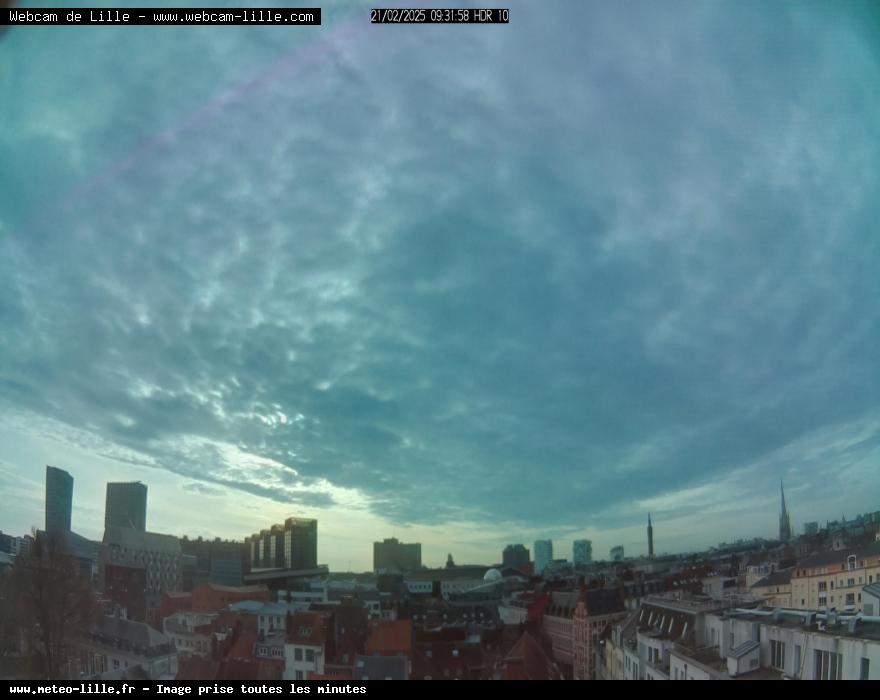 Webcam de Lille - www.webcam-lille.com
21/02/2025 09:31:58 HDR 10
www.meteo-lille.fr - Image prise toutes les minutes